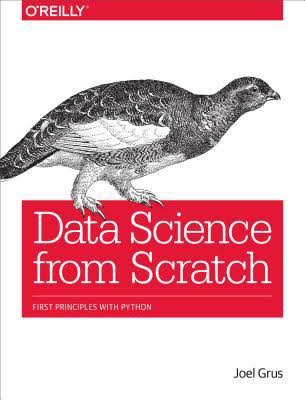 O'REILLY®
Data Science
from Scratch
FIRST PRINCIPLES WITH PYTHON
Joel Grus